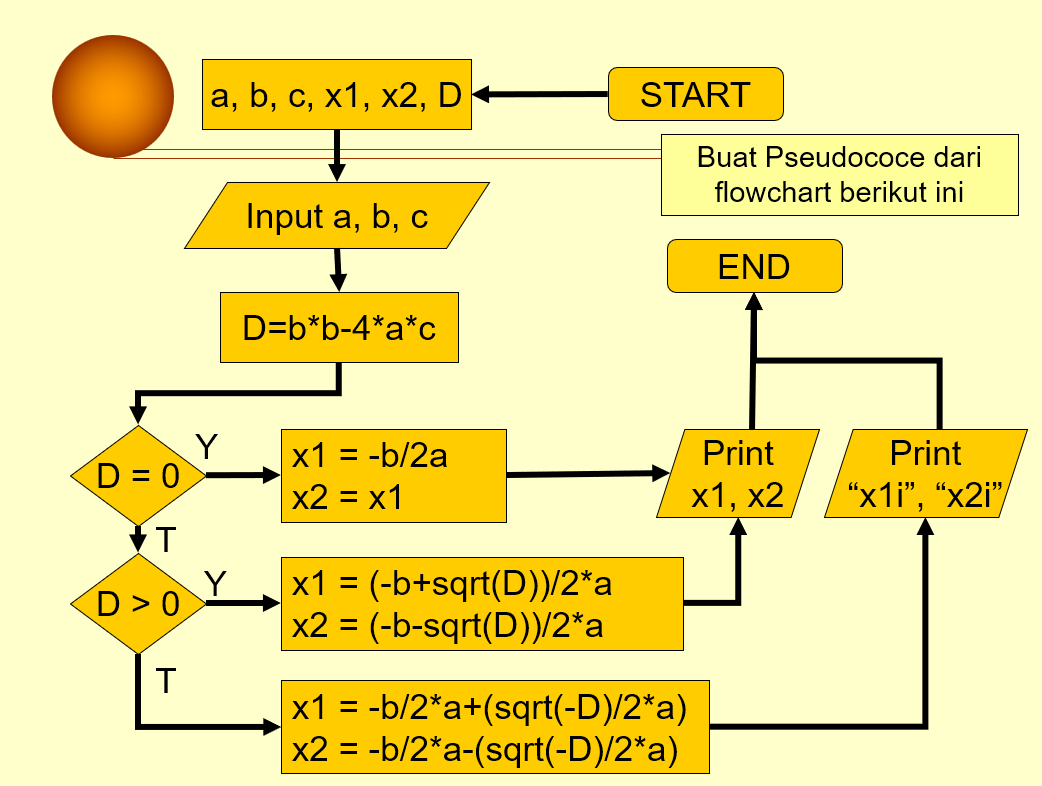 START
a, b, c, x1, x2, D
Buat Pseudococe dari
flowchart berikut ini
Input a, b, c
END
D=b*b-4*a*c
D = 0
Y
x1 = -b/2a
x2 = x1
Print
x1, x2
Print
“x1i”, “x2i”
T
D > 0
Y
x1 = (-b+sqrt(D))/2*a
x2 = (-b-sqrt(D))/2*a
T
x1 = -b/2*a+(sqrt(-D)/2*a)
x2 = -b/2*a-(sqrt(-D)/2*a)